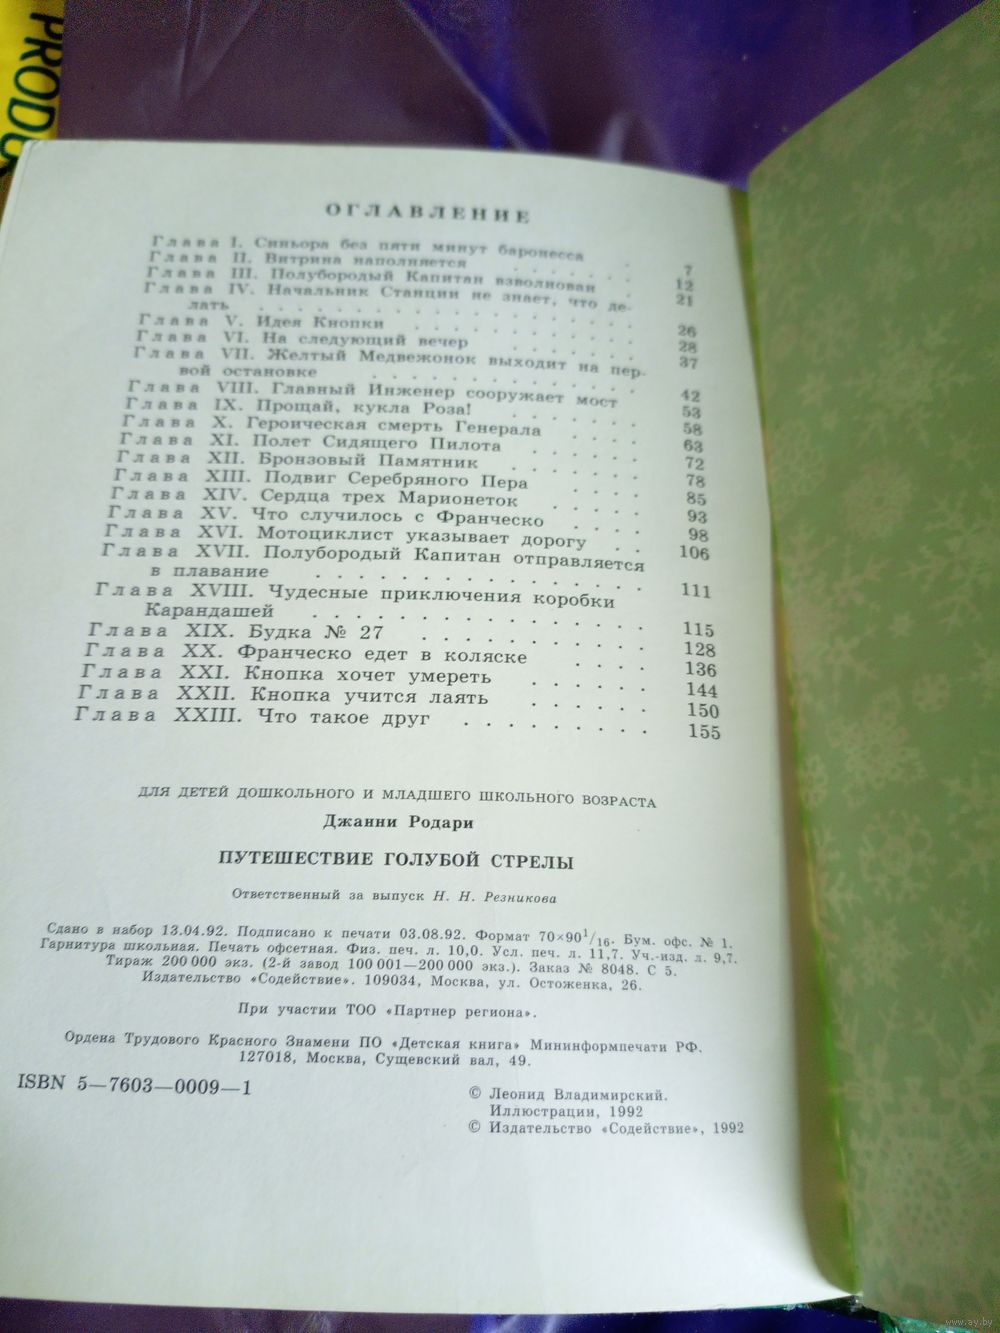 PRODU
ОГЛАВЛЕНИЕ
Глава I. Синьора без пяти минут баронесса . 7
Глава II. Витрина наполняется . . . . . . 12
Глава III. Полубородый Капитан взволнован . 21
Глава IV. Начальник Станции не знает, что де-
лать . . . . . . . . . . . . . . . . . 26
Глава V. Идея Кнопки . . . . . . . . . . 28
Глава VI. На следующий вечер . . . . . . 37
Глава VII. Желтый Медвежонок выходит на пер-
вой остановке . . . . . . . . . . . . . 42
Глава VIII. Главный Инженер сооружает мост . 53
Глава IX. Прощай, кукла Роза! . . . . . . 58
Глава X. Героическая смерть Генерала . . . . 63
Глава XI. Полет Сидящего Пилота . . . . . 72
Глава XII. Бронзовый Памятник . . . . . . 78
Глава XIII. Подвиг Серебряного Пера . . . . 85
Глава XIV. Сердца трех Марионеток . . . . . 93
Глава XV. Что случилось с Франческо . . . . 98
Глава XVI. Мотоциклист указывает дорогу . . 106
Глава XVII. Полубородый Капитан отправляется
в плавание . . . . . . . . . . . . . . 111
Глава XVIII. Чудесные приключения коробки
Карандашей . . . . . . . . . . . . . . 115
Глава XIX. Будка № 27 . . . . . . . . . 128
Глава XX. Франческо едет в коляске . . . . 136
Глава XXI. Кнопка хочет умереть . . . . . 144
Глава XXII. Кнопка учится лаять . . . . . 150
Глава XXIII. Что такое друг . . . . . . . . 155
ДЛЯ ДЕТЕЙ ДОШКОЛЬНОГО И МЛАДШЕГО ШКОЛЬНОГО ВОЗРАСТА
Джанни Родари
ПУТЕШЕСТВИЕ ГОЛУБОЙ СТРЕЛЫ
Ответственный за выпуск Н. Н. Резникова
Сдано в набор 13.04.92. Подписано к печати 03.08.92. Формат 70×90¹/₁₆. Бум. офс. № 1.
Гарнитура школьная. Печать офсетная. Физ. печ. л. 10,0. Усл. печ. л. 11,7. Уч.-изд. л. 9,7.
Тираж 200 000 экз. (2-й завод 100 001—200 000 экз.). Заказ № 8048. С 5.
Издательство «Содействие». 109034, Москва, ул. Остоженка, 26.
При участии ТОО «Партнер региона».
Ордена Трудового Красного Знамени ПО «Детская книга» Мининформпечати РФ.
127018, Москва, Сущевский вал, 49.
ISBN 5—7603—0009—1
© Леонид Владимирский.
Иллюстрации, 1992
© Издательство «Содействие», 1992
www.ay.by